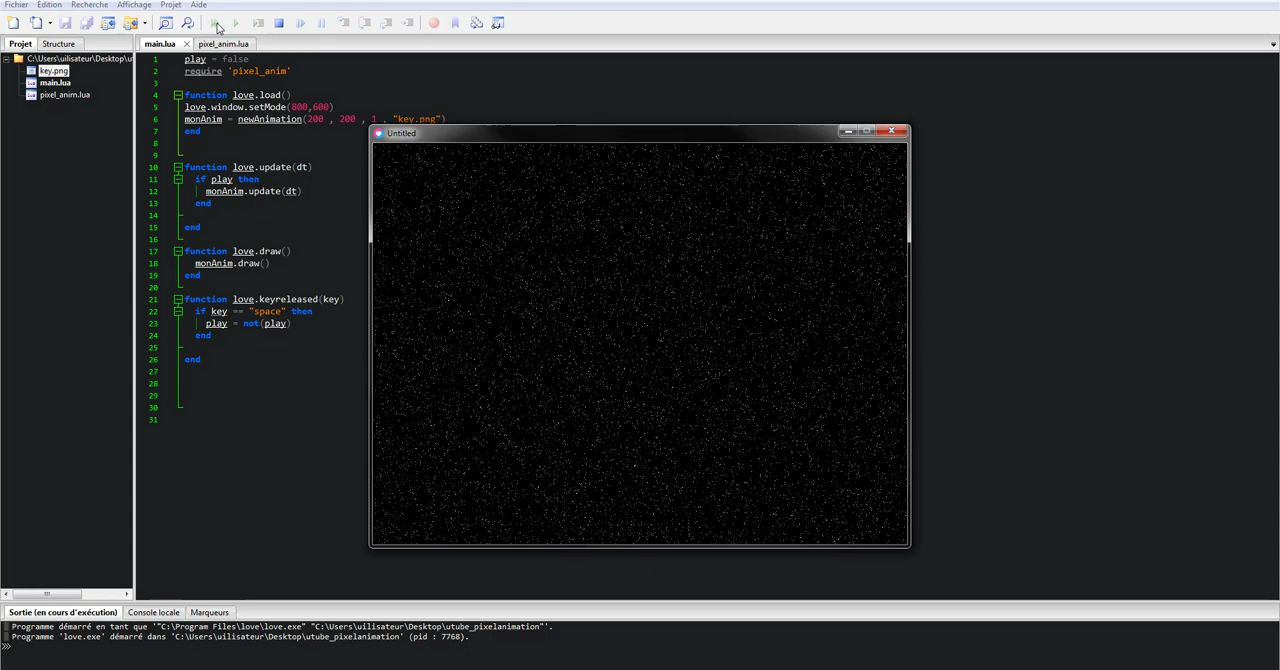 Fichier Édition Recherche Affichage Projet Aide
Projet Structure main.lua pixel_anim.lua
C:\Users\uilisateur\Desktop\ut
key.png
main.lua
pixel_anim.lua
1 play = false
2 require 'pixel_anim'
3
4 function love.load()
5 love.window.setMode(800,600)
6 monAnim = newAnimation(200 , 200 , 1 , "key.png")
7 end
8
9
10 function love.update(dt)
11 if play then
12 monAnim.update(dt)
13 end
14
15 end
16
17 function love.draw()
18 monAnim.draw()
19 end
20
21 function love.keyreleased(key)
22 if key == "space" then
23 play = not(play)
24 end
25
26 end
27
28
29
30
31
Untitled
Sortie (en cours d'exécution) Console locale Marqueurs
Programme démarré en tant que '"C:\Program Files\love\love.exe" "C:\Users\uilisateur\Desktop\utube_pixelanimation"'.
Programme 'love.exe' démarré dans 'C:\Users\uilisateur\Desktop\utube_pixelanimation' (pid : 7768).